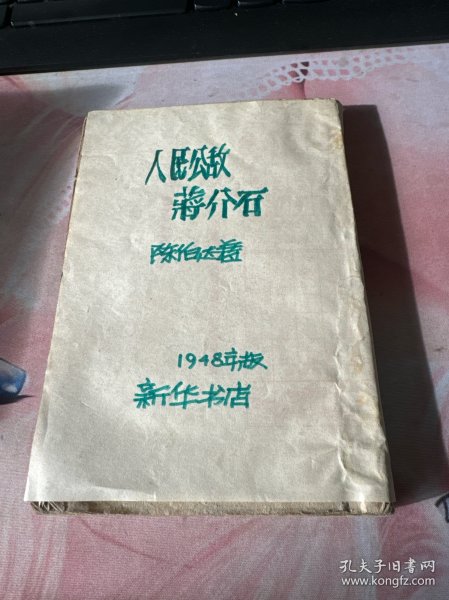 人民公敌
蒋介石
陈伯达著
1948年版
新华书店
孔夫子旧书网
www.kongfz.com